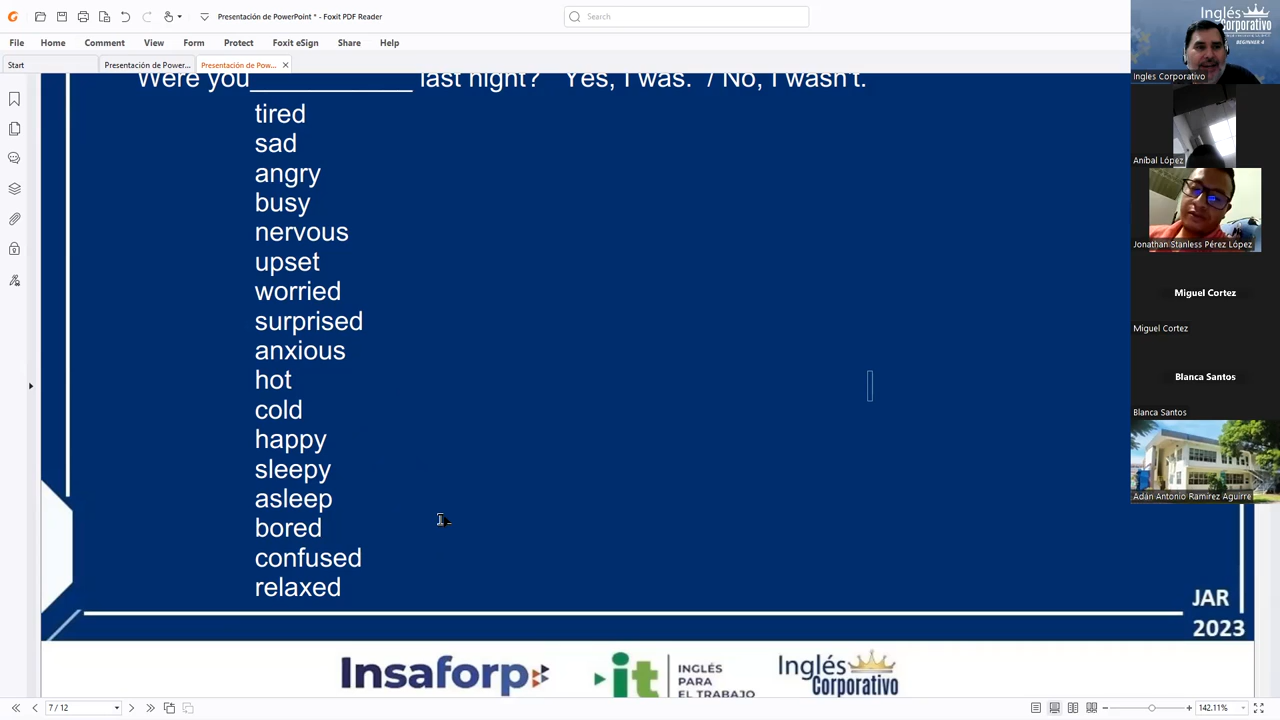 Presentación de PowerPoint * - Foxit PDF Reader
Search
File Home Comment View Form Protect Foxit eSign Share Help
Start Presentación de Power... Presentación de Pow...
Were you___________ last night? Yes, I was. / No, I wasn't.
tired
sad
angry
busy
nervous
upset
worried
surprised
anxious
hot
cold
happy
sleepy
asleep
bored
confused
relaxed
JAR
2023
Insaforp
it INGLÉS
PARA
EL TRABAJO
Inglés
Corporativo
7 / 12
142.11%
Inglés
Corporativo
BEGINNER 4
Ingles Corporativo
Aníbal López
Jonathan Stanless Pérez López
Miguel Cortez
Miguel Cortez
Blanca Santos
Blanca Santos
Adán Antonio Ramírez Aguirre